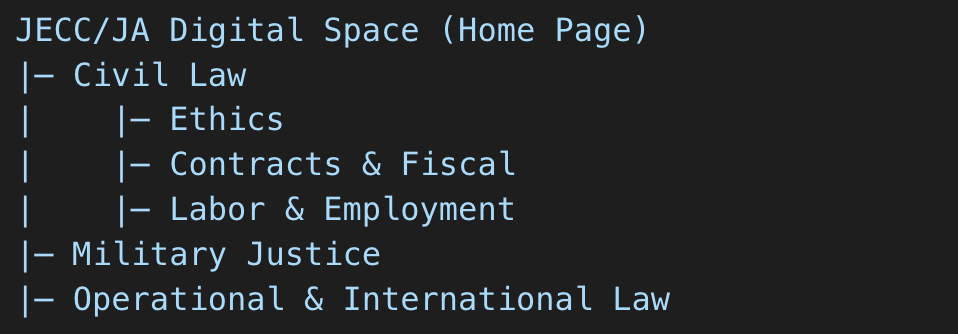 JECC/JA Digital Space (Home Page)
|— Civil Law
|    |— Ethics
|    |— Contracts & Fiscal
|    |— Labor & Employment
|— Military Justice
|— Operational & International Law